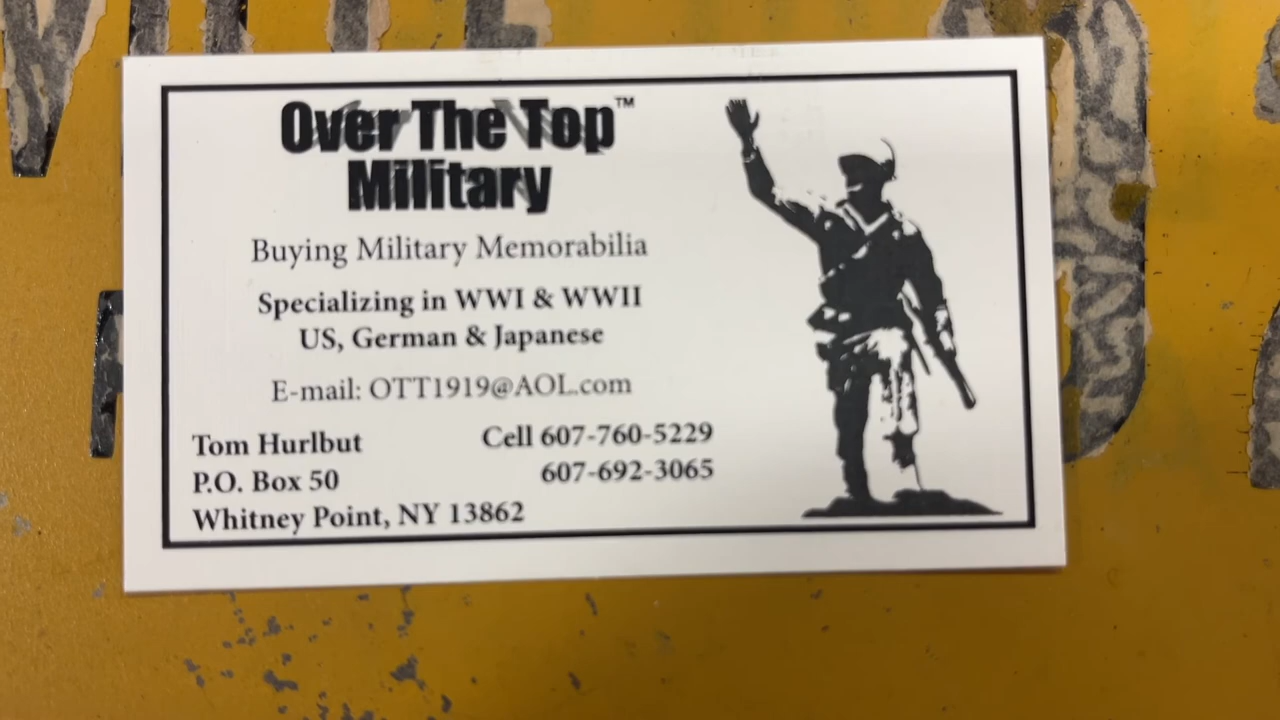 Over The Top™
Military
Buying Military Memorabilia
Specializing in WWI & WWII
US, German & Japanese
E-mail: OTT1919@AOL.com
Tom Hurlbut
P.O. Box 50
Whitney Point, NY 13862
Cell 607-760-5229
607-692-3065